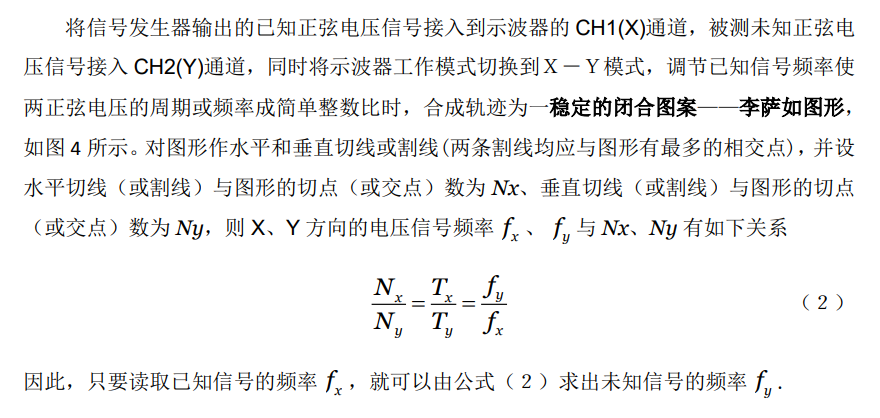 将信号发生器输出的已知正弦电压信号接入到示波器的 CH1(X)通道，被测未知正弦电
压信号接入 CH2(Y)通道，同时将示波器工作模式切换到Ｘ－Ｙ模式，调节已知信号频率使
两正弦电压的周期或频率成简单整数比时，合成轨迹为一稳定的闭合图案——李萨如图形，
如图 4 所示。对图形作水平和垂直切线或割线(两条割线均应与图形有最多的相交点)，并设
水平切线（或割线）与图形的切点（或交点）数为 Nx、垂直切线（或割线）与图形的切点
（或交点）数为 Ny，则 X、Y 方向的电压信号频率 f_x 、 f_y 与 Nx、Ny 有如下关系
N_x/N_y = T_x/T_y = f_y/f_x （２）
因此，只要读取已知信号的频率 f_x ，就可以由公式（２）求出未知信号的频率 f_y .